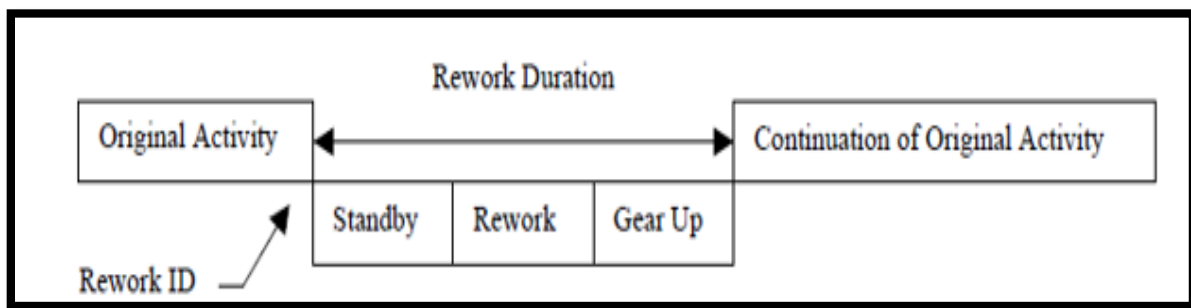 Rework Duration
Original Activity
Continuation of Original Activity
Standby
Rework
Gear Up
Rework ID